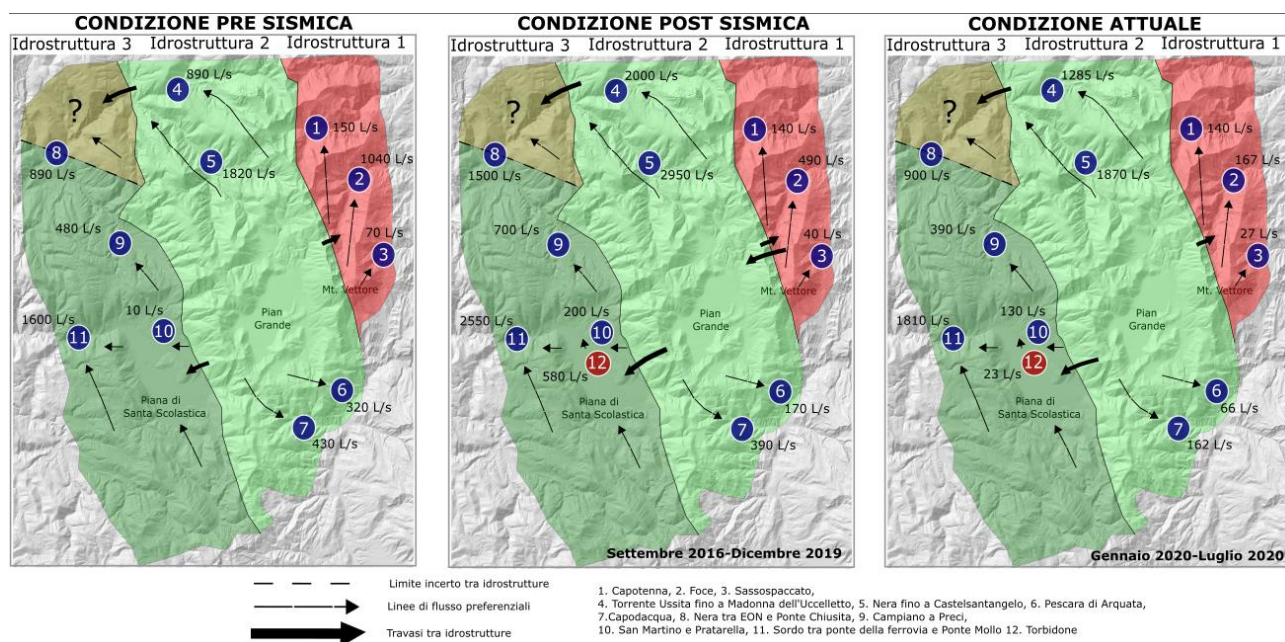 CONDIZIONE PRE SISMICA
Idrostruttura 3 Idrostruttura 2 Idrostruttura 1
890 L/s
4
?
1
150 L/s
1040 L/s
8
5
2
890 L/s
1820 L/s
480 L/s
70 L/s
9
3
Mt. Vettore
10 L/s
Pian
Grande
1600 L/s
10
11
6
Piana di
Santa Scolastica
320 L/s
7
430 L/s
CONDIZIONE POST SISMICA
Idrostruttura 3 Idrostruttura 2 Idrostruttura 1
2000 L/s
4
?
1
140 L/s
490 L/s
8
5
2
1500 L/s
2950 L/s
700 L/s
40 L/s
9
3
Mt. Vettore
200 L/s
Pian
Grande
2550 L/s
10
11
12
580 L/s
6
Piana di
Santa Scolastica
170 L/s
7
390 L/s
Settembre 2016-Dicembre 2019
CONDIZIONE ATTUALE
Idrostruttura 3 Idrostruttura 2 Idrostruttura 1
1285 L/s
4
?
1
140 L/s
167 L/s
8
5
2
900 L/s
1870 L/s
390 L/s
27 L/s
9
3
Mt. Vettore
130 L/s
Pian
Grande
1810 L/s
10
11
12
23 L/s
6
Piana di
Santa Scolastica
66 L/s
7
162 L/s
Gennaio 2020-Luglio 2020
Limite incerto tra idrostrutture
Linee di flusso preferenziali
Travasi tra idrostrutture
1. Capotenna, 2. Foce, 3. Sassospaccato,
4. Torrente Ussita fino a Madonna dell'Uccelletto, 5. Nera fino a Castelsantangelo, 6. Pescara di Arquata,
7.Capodacqua, 8. Nera tra EON e Ponte Chiusita, 9. Campiano a Preci,
10. San Martino e Pratarella, 11. Sordo tra ponte della ferrovia e Ponte Mollo 12. Torbidone